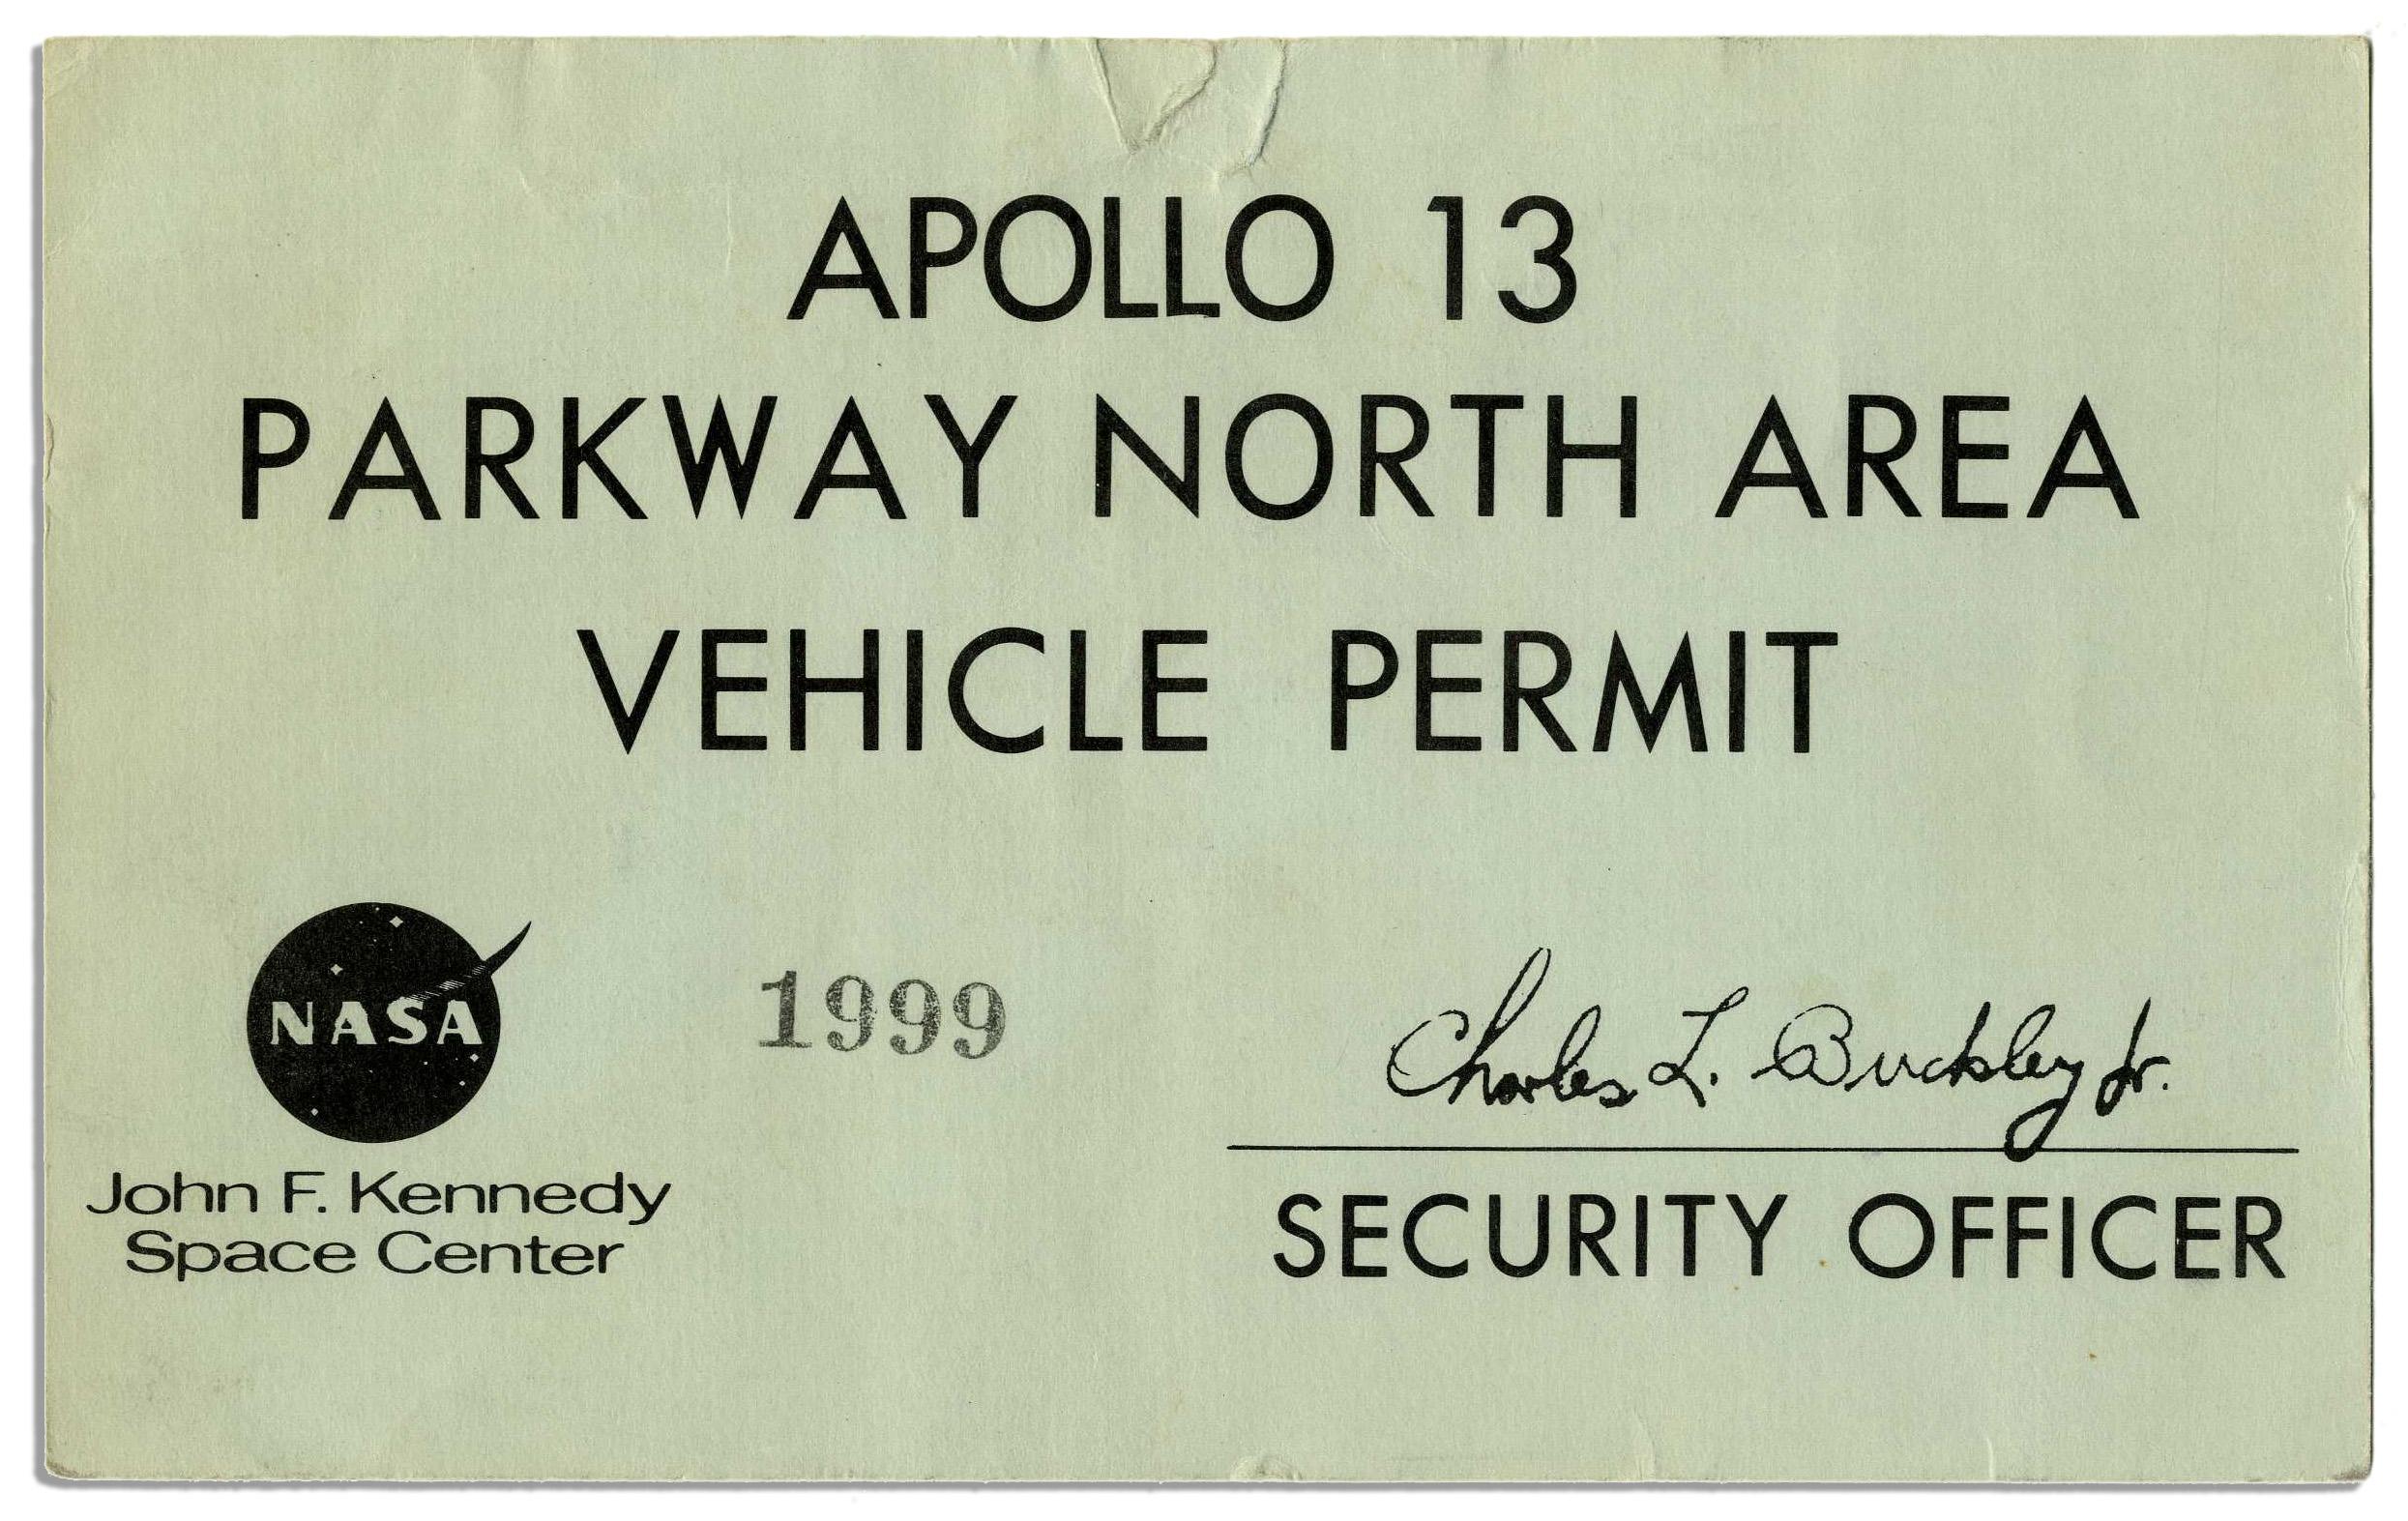 APOLLO 13
PARKWAY NORTH AREA
VEHICLE PERMIT
NASA
1999
Charles L. Buckley Jr.
John F. Kennedy
Space Center
SECURITY OFFICER